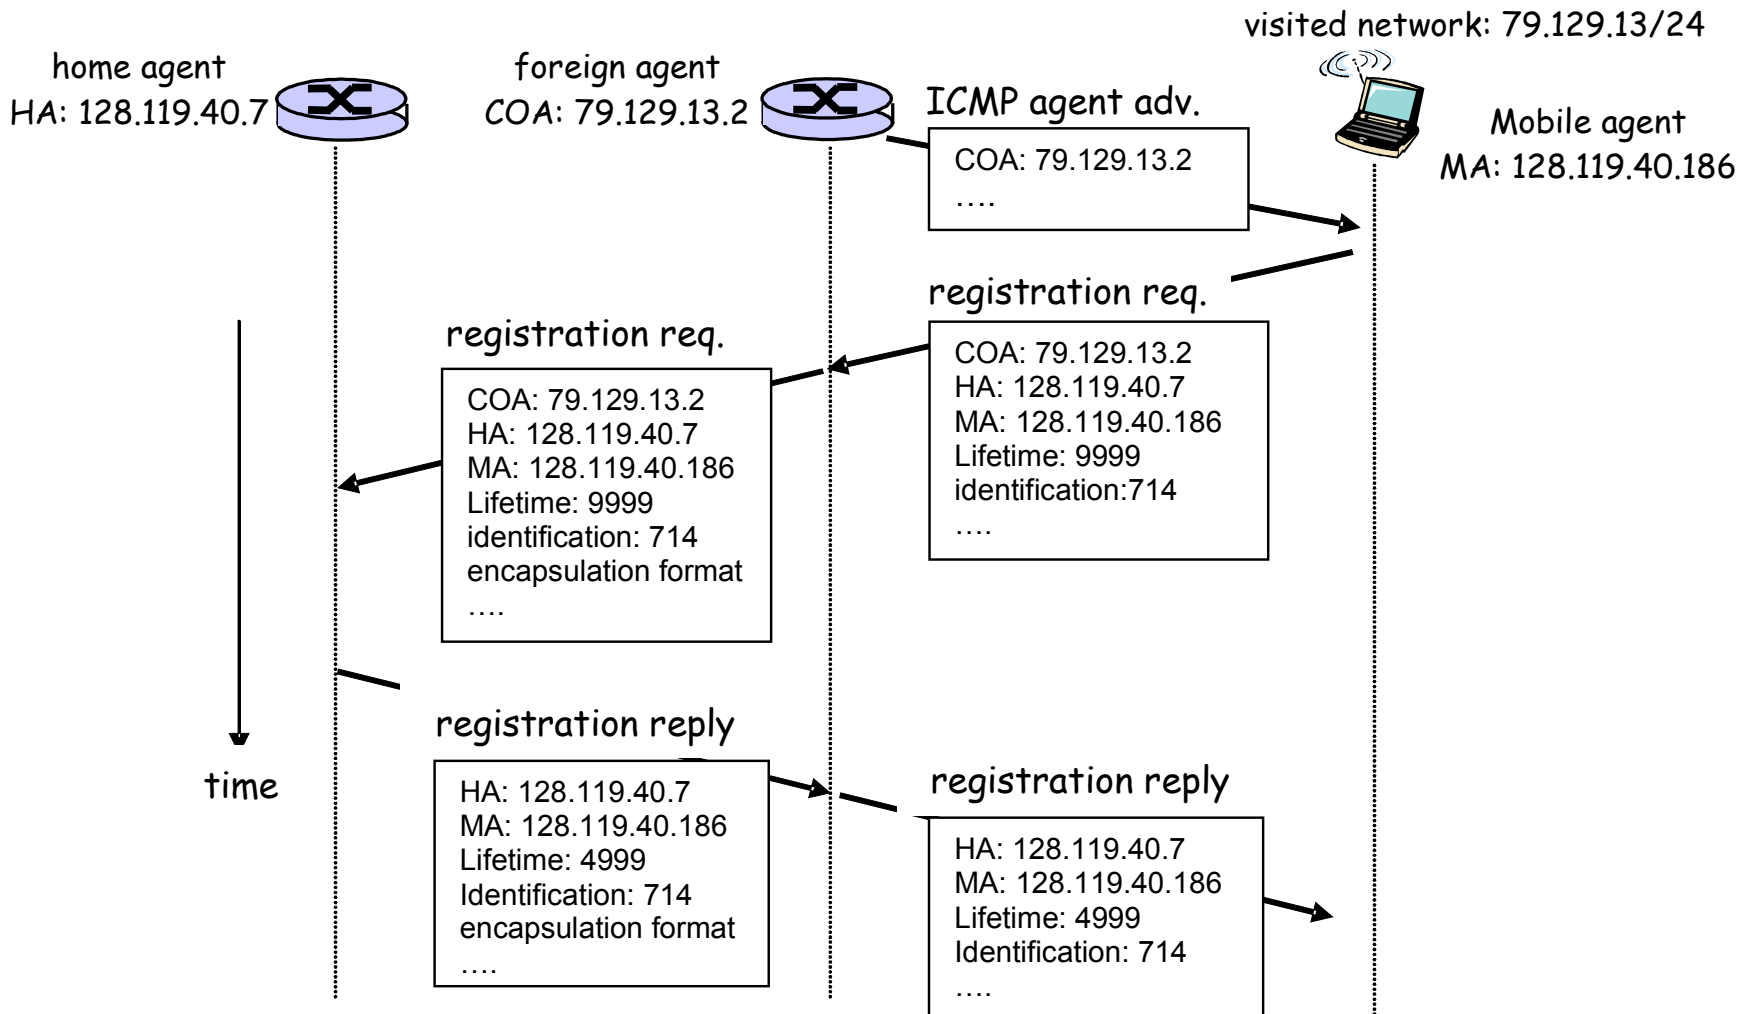 visited network: 79.129.13/24
home agent
HA: 128.119.40.7
foreign agent
COA: 79.129.13.2
ICMP agent adv.
COA: 79.129.13.2
….
Mobile agent
MA: 128.119.40.186
registration req.
COA: 79.129.13.2
HA: 128.119.40.7
MA: 128.119.40.186
Lifetime: 9999
identification:714
….
registration req.
COA: 79.129.13.2
HA: 128.119.40.7
MA: 128.119.40.186
Lifetime: 9999
identification: 714
encapsulation format
….
time
registration reply
HA: 128.119.40.7
MA: 128.119.40.186
Lifetime: 4999
Identification: 714
encapsulation format
….
registration reply
HA: 128.119.40.7
MA: 128.119.40.186
Lifetime: 4999
Identification: 714
….